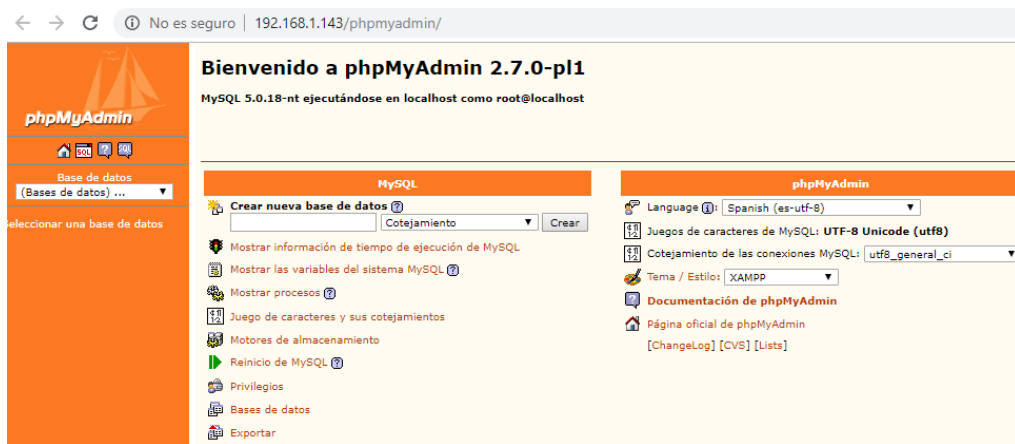 No es seguro | 192.168.1.143/phpmyadmin/
phpMyAdmin
SQL
SQL
Base de datos
(Bases de datos) ...
Seleccionar una base de datos
Bienvenido a phpMyAdmin 2.7.0-pl1
MySQL 5.0.18-nt ejecutándose en localhost como root@localhost
MySQL
Crear nueva base de datos
Cotejamiento
Crear
Mostrar información de tiempo de ejecución de MySQL
Mostrar las variables del sistema MySQL
Mostrar procesos
Juego de caracteres y sus cotejamientos
Motores de almacenamiento
Reinicio de MySQL
Privilegios
Bases de datos
Exportar
phpMyAdmin
Language: Spanish (es-utf-8)
Juegos de caracteres de MySQL: UTF-8 Unicode (utf8)
Cotejamiento de las conexiones MySQL: utf8_general_ci
Tema / Estilo: XAMPP
Documentación de phpMyAdmin
Página oficial de phpMyAdmin
[ChangeLog] [CVS] [Lists]